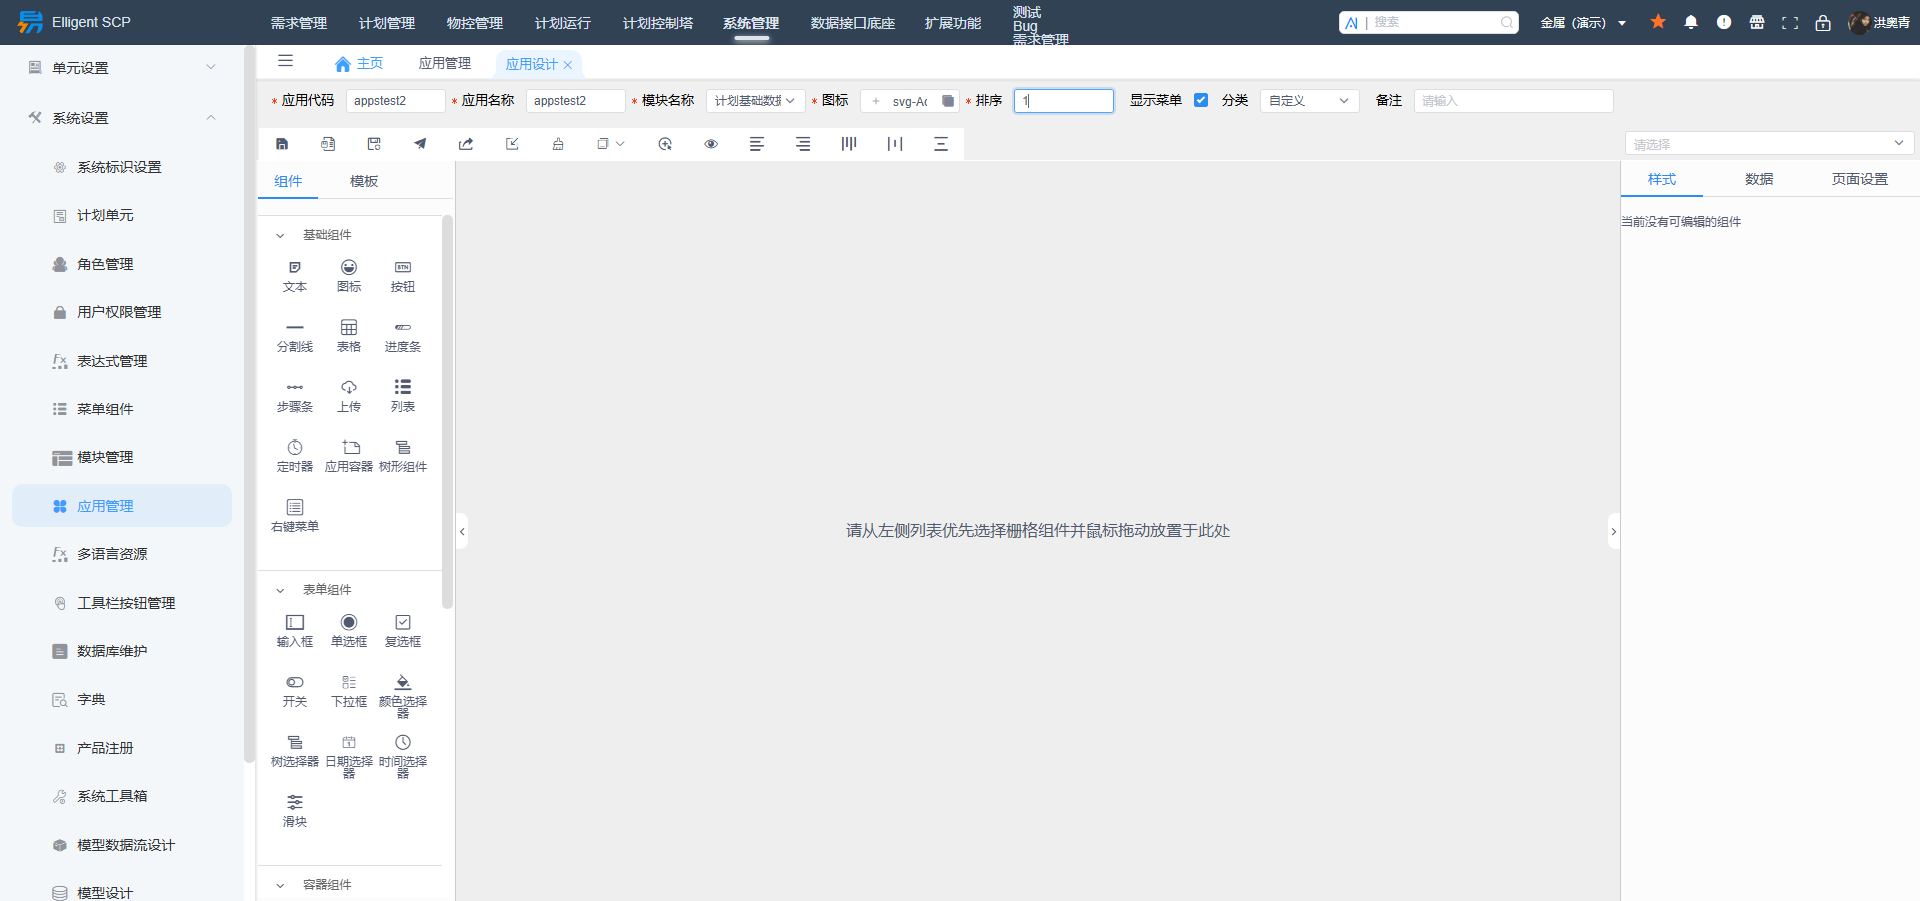 Elligent SCP
需求管理
计划管理
物控管理
计划运行
计划控制塔
系统管理
数据接口底座
扩展功能
测试
Bug
需求管理
AI | 搜索
金属（演示）
洪奥青
单元设置
系统设置
系统标识设置
计划单元
角色管理
用户权限管理
表达式管理
菜单组件
模块管理
应用管理
多语言资源
工具栏按钮管理
数据库维护
字典
产品注册
系统工具箱
模型数据流设计
模型设计
主页
应用管理
应用设计
* 应用代码
appstest2
* 应用名称
appstest2
* 模块名称
计划基础数据
* 图标
svg-Ac
* 排序
1
显示菜单
分类
自定义
备注
请输入
请选择
组件
模板
基础组件
文本
图标
按钮
BTN
分割线
表格
进度条
步骤条
上传
列表
定时器
应用容器
树形组件
右键菜单
表单组件
输入框
单选框
复选框
开关
下拉框
颜色选择器
树选择器
日期选择器
时间选择器
滑块
容器组件
请从左侧列表优先选择栅格组件并鼠标拖动放置于此处
样式
数据
页面设置
当前没有可编辑的组件